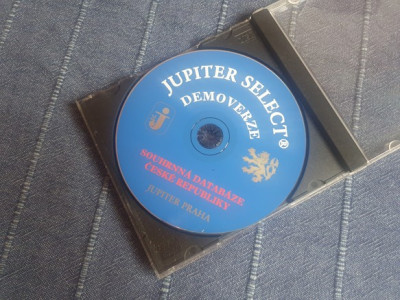 JUPITER SELECT®
DEMOVERZE
SOUHRNNÁ DATABÁZE
ČESKÉ REPUBLIKY
JUPITER PRAHA